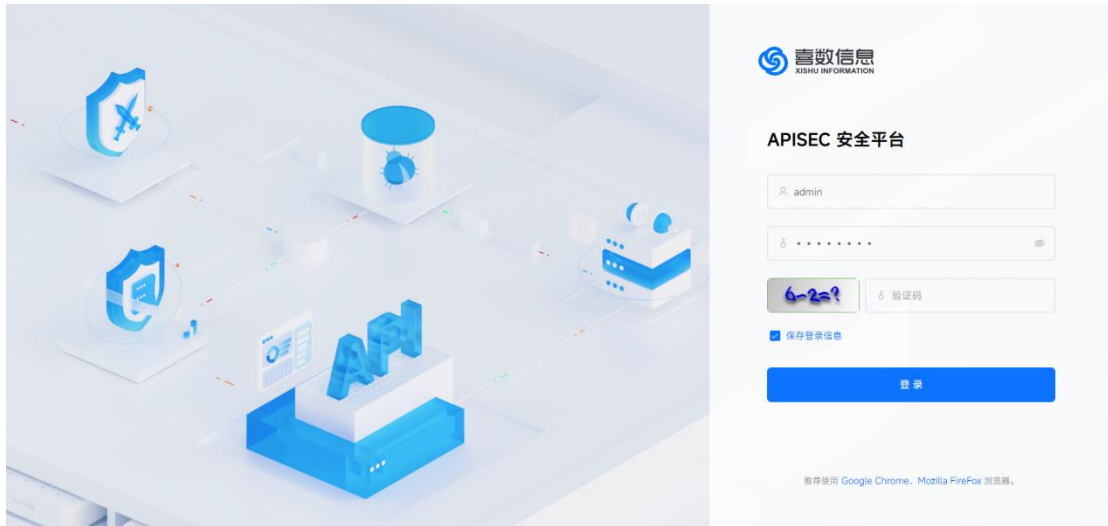 喜数信息
XISHU INFORMATION
APISEC 安全平台
admin
6-2=?
验证码
保存登录信息
登录
推荐使用 Google Chrome、Mozilla FireFox 浏览器。
API